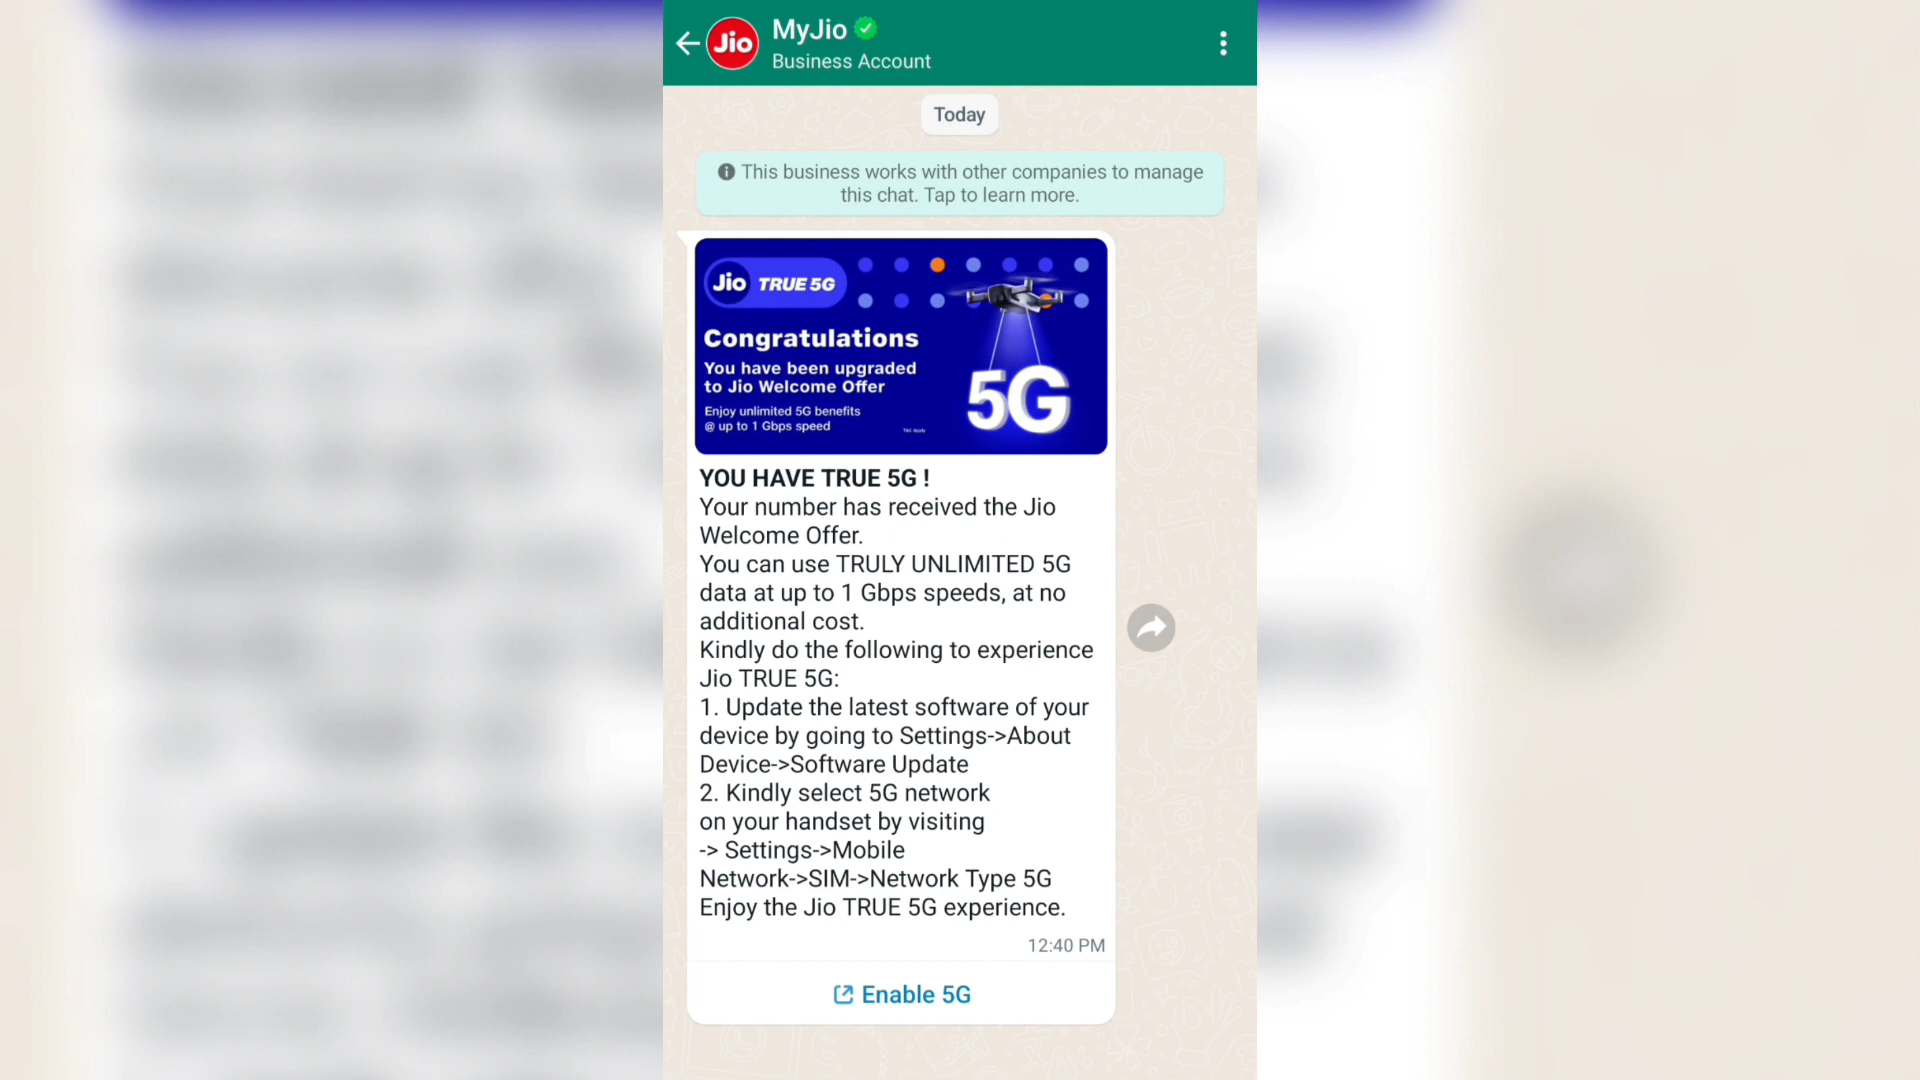 Jio
MyJio
Business Account
Today
This business works with other companies to manage
this chat. Tap to learn more.
Jio TRUE 5G
Congratulations
You have been upgraded
to Jio Welcome Offer
Enjoy unlimited 5G benefits
@ up to 1 Gbps speed
T&C Apply
5G
YOU HAVE TRUE 5G !
Your number has received the Jio
Welcome Offer.
You can use TRULY UNLIMITED 5G
data at up to 1 Gbps speeds, at no
additional cost.
Kindly do the following to experience
Jio TRUE 5G:
1. Update the latest software of your
device by going to Settings->About
Device->Software Update
2. Kindly select 5G network
on your handset by visiting
-> Settings->Mobile
Network->SIM->Network Type 5G
Enjoy the Jio TRUE 5G experience.
12:40 PM
Enable 5G